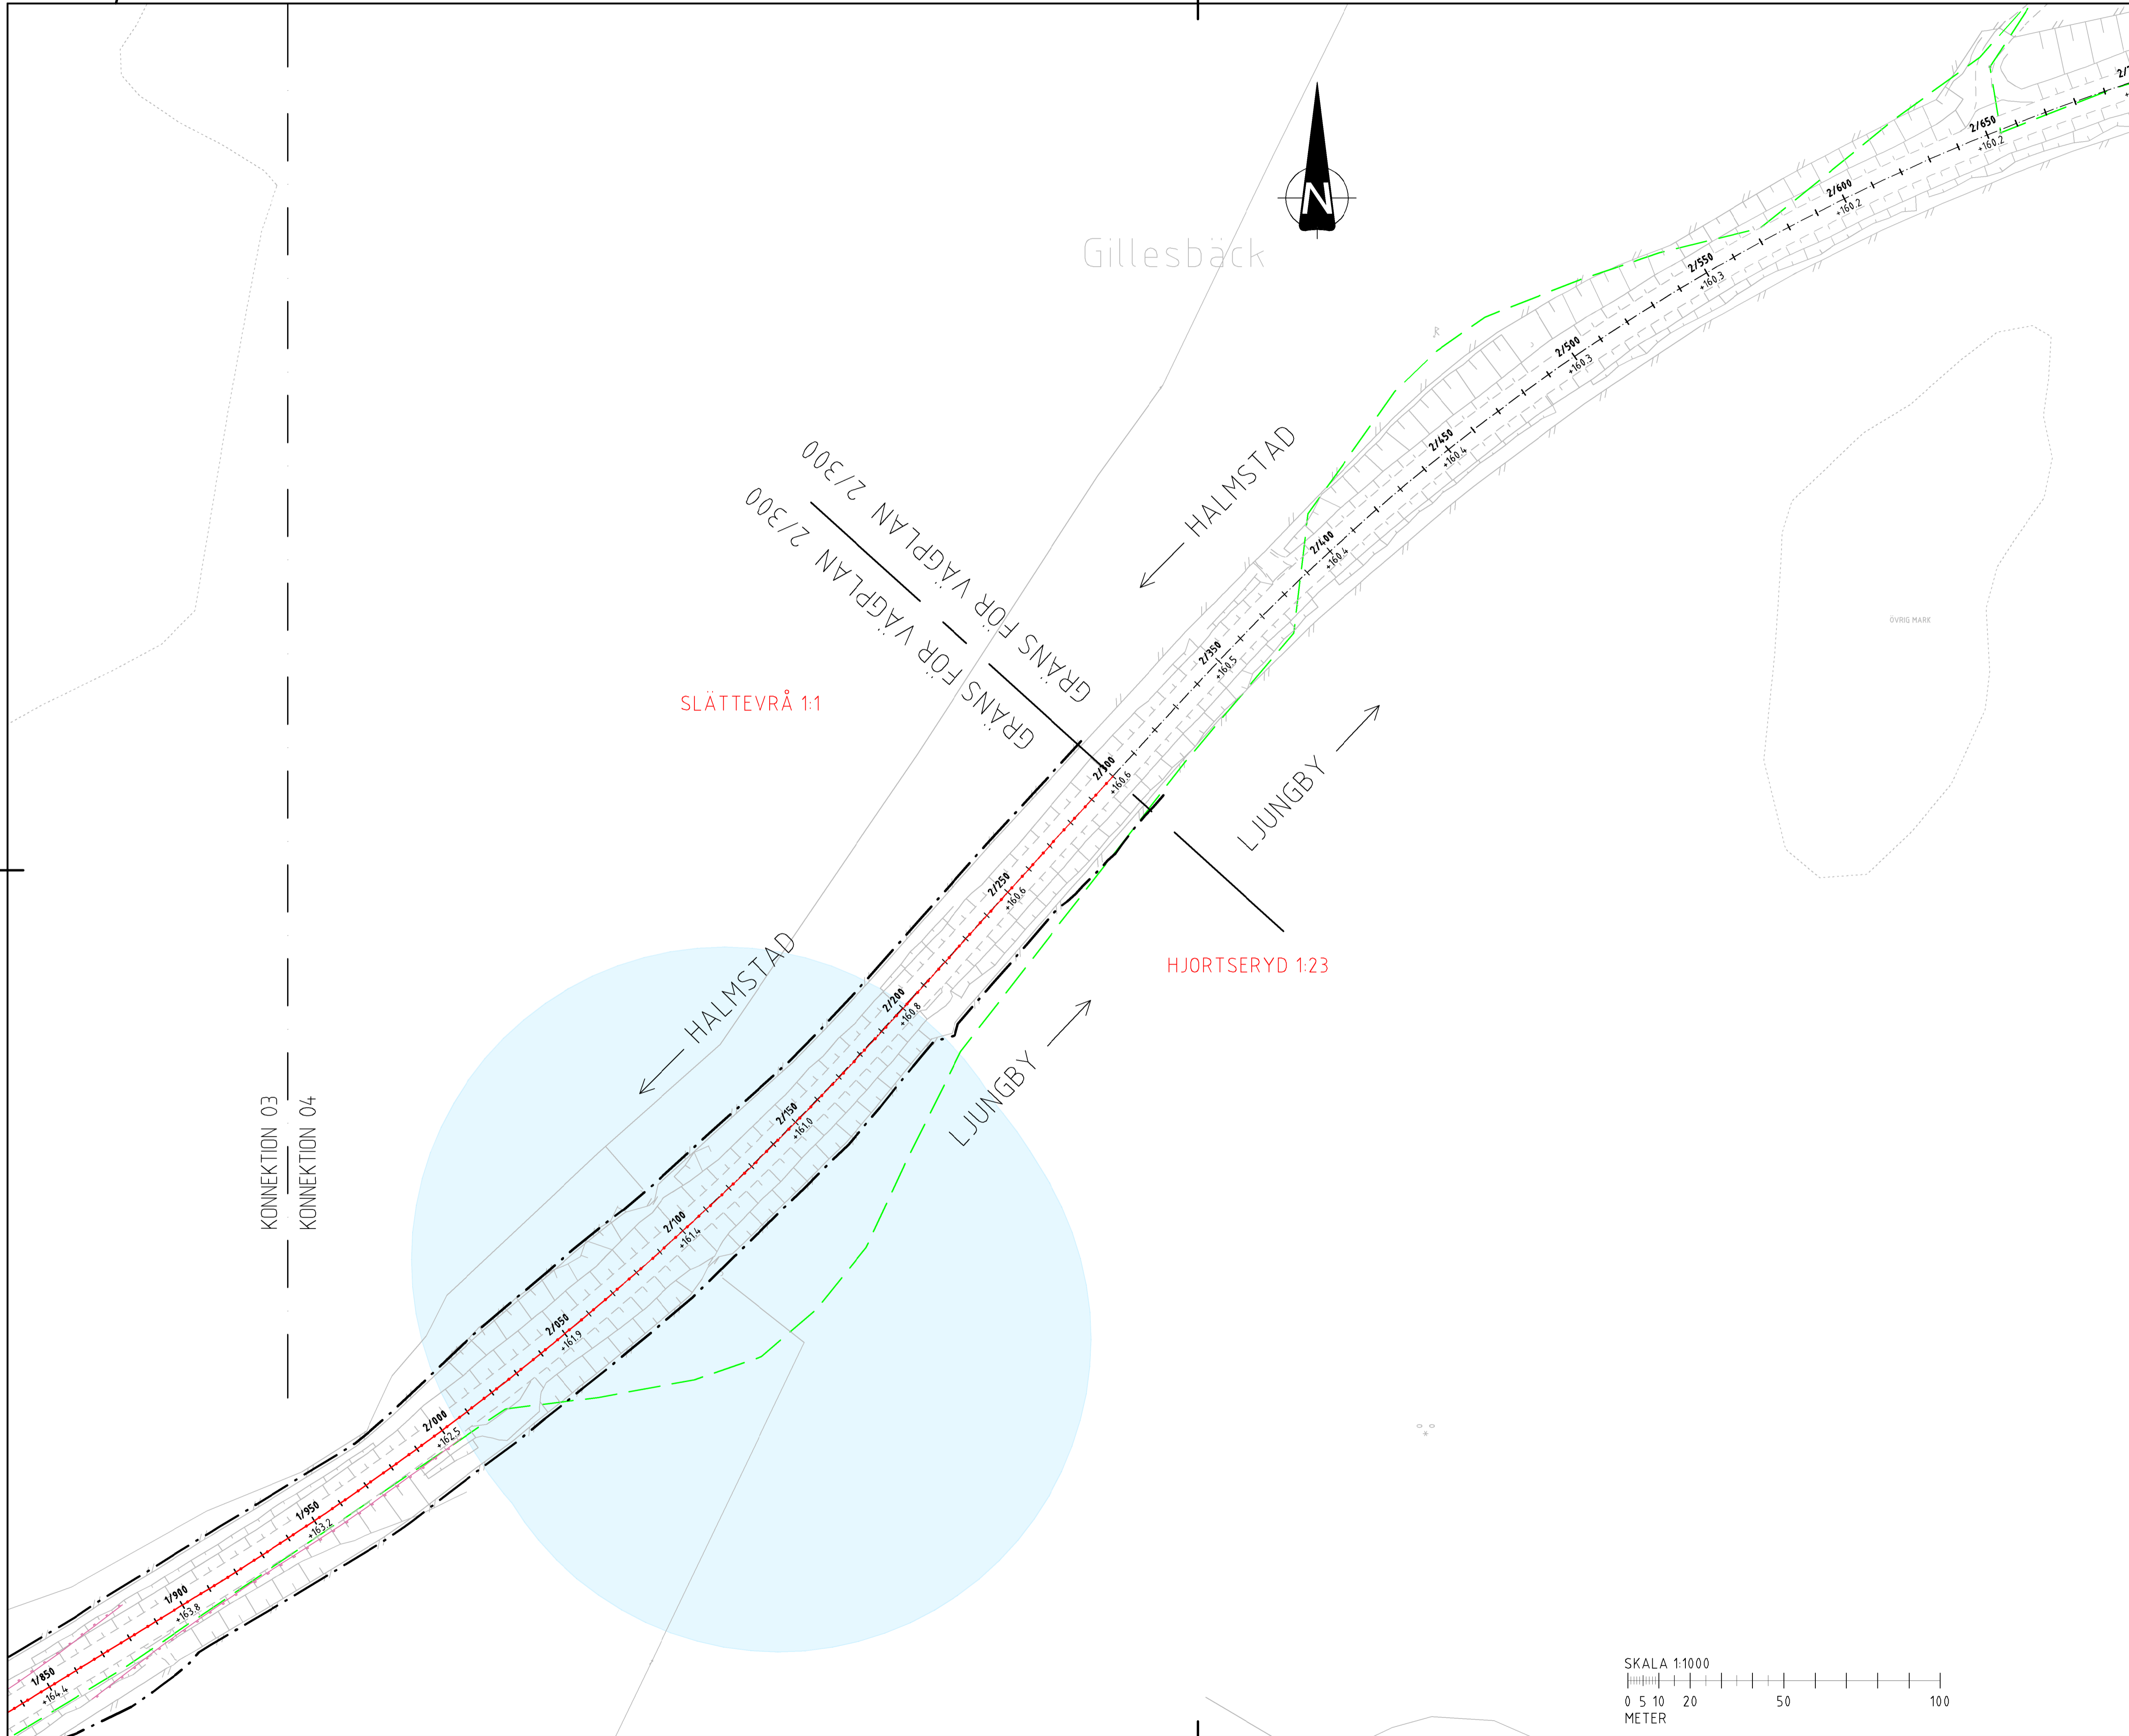 N
Gillesbäck
2/650
+160.2
2/600
+160.2
2/550
+160.3
2/500
+160.3
2/450
+160.4
2/400
+160.4
2/350
+160.5
← HALMSTAD
GRÄNS FÖR VÄGPLAN 2/300
GRÄNS FÖR VÄGPLAN 2/300
SLÄTTEVRÅ 1:1
ÖVRIG MARK
LJUNGBY →
2/300
+160.6
2/250
+160.6
HJORTSERYD 1:23
← HALMSTAD
LJUNGBY →
2/200
+160.8
2/150
+161.0
2/100
+161.4
2/050
+161.9
KONNEKTION 03
KONNEKTION 04
2/000
+162.5
1/950
+163.2
1/900
+163.8
1/850
+164.4
SKALA 1:1000
0 5 10 20 50 100
METER